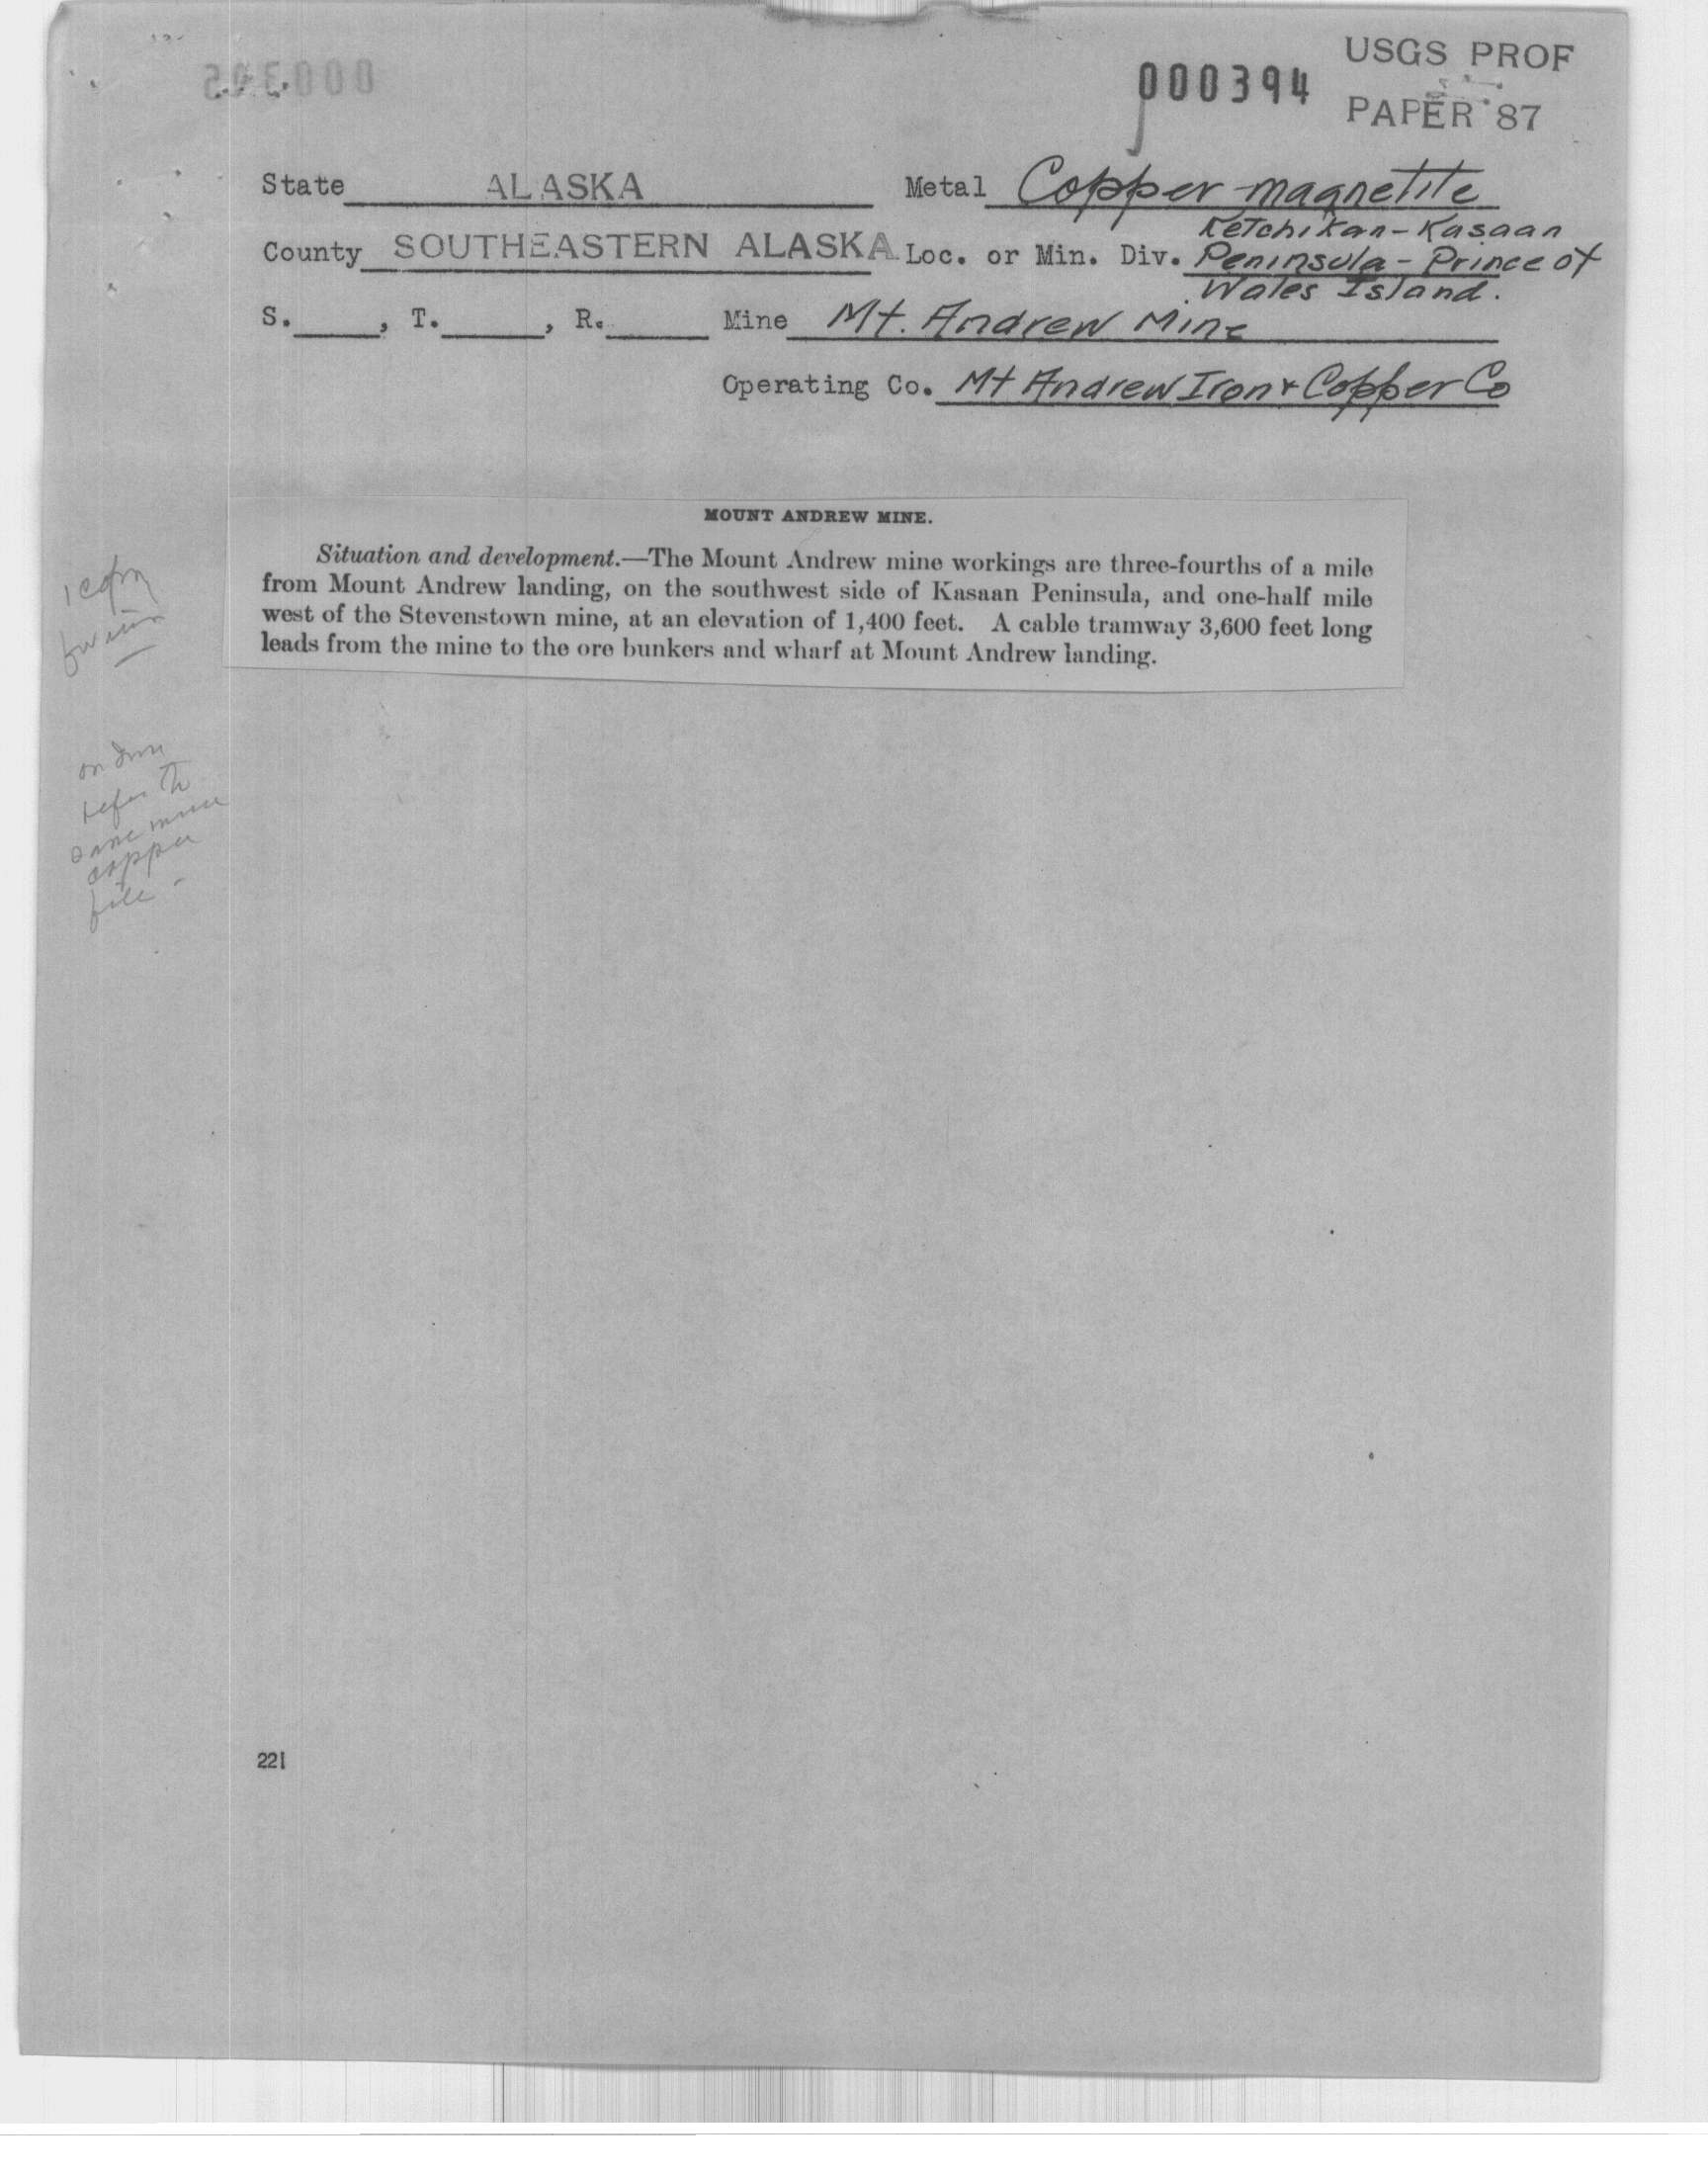 000394
USGS PROF
PAPER 87
State ALASKA Metal Copper-magnetite
County SOUTHEASTERN ALASKA Loc. or Min. Div. Ketchikan-Kasaan
Peninsula-Prince of
Wales Island.
S. , T. , R. Mine Mt. Andrew Mine
Operating Co. Mt Andrew Iron & Copper Co
MOUNT ANDREW MINE.
Situation and development.—The Mount Andrew mine workings are three-fourths of a mile
from Mount Andrew landing, on the southwest side of Kasaan Peninsula, and one-half mile
west of the Stevenstown mine, at an elevation of 1,400 feet. A cable tramway 3,600 feet long
leads from the mine to the ore bunkers and wharf at Mount Andrew landing.
copper
file -
221